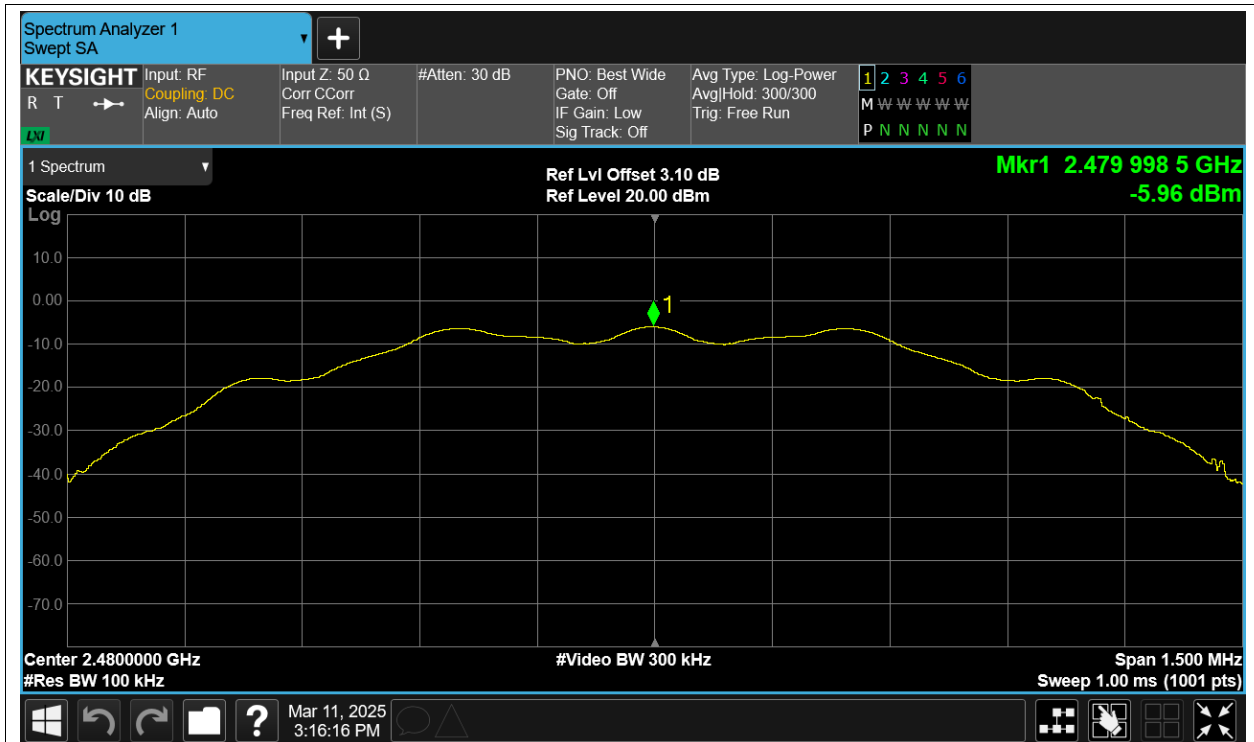 Spectrum Analyzer 1
Swept SA
KEYSIGHT
R T
LXI
Input: RF
Coupling: DC
Align: Auto
Input Z: 50 Ω
Corr CCorr
Freq Ref: Int (S)
#Atten: 30 dB
PNO: Best Wide
Gate: Off
IF Gain: Low
Sig Track: Off
Avg Type: Log-Power
Avg|Hold: 300/300
Trig: Free Run
1 2 3 4 5 6
M W W W W W
P N N N N N
1 Spectrum
Scale/Div 10 dB
Log
Ref Lvl Offset 3.10 dB
Ref Level 20.00 dBm
Mkr1 2.479 998 5 GHz
-5.96 dBm
10.0
0.00
1
-10.0
-20.0
-30.0
-40.0
-50.0
-60.0
-70.0
Center 2.4800000 GHz
#Res BW 100 kHz
#Video BW 300 kHz
Span 1.500 MHz
Sweep 1.00 ms (1001 pts)
?
Mar 11, 2025
3:16:16 PM